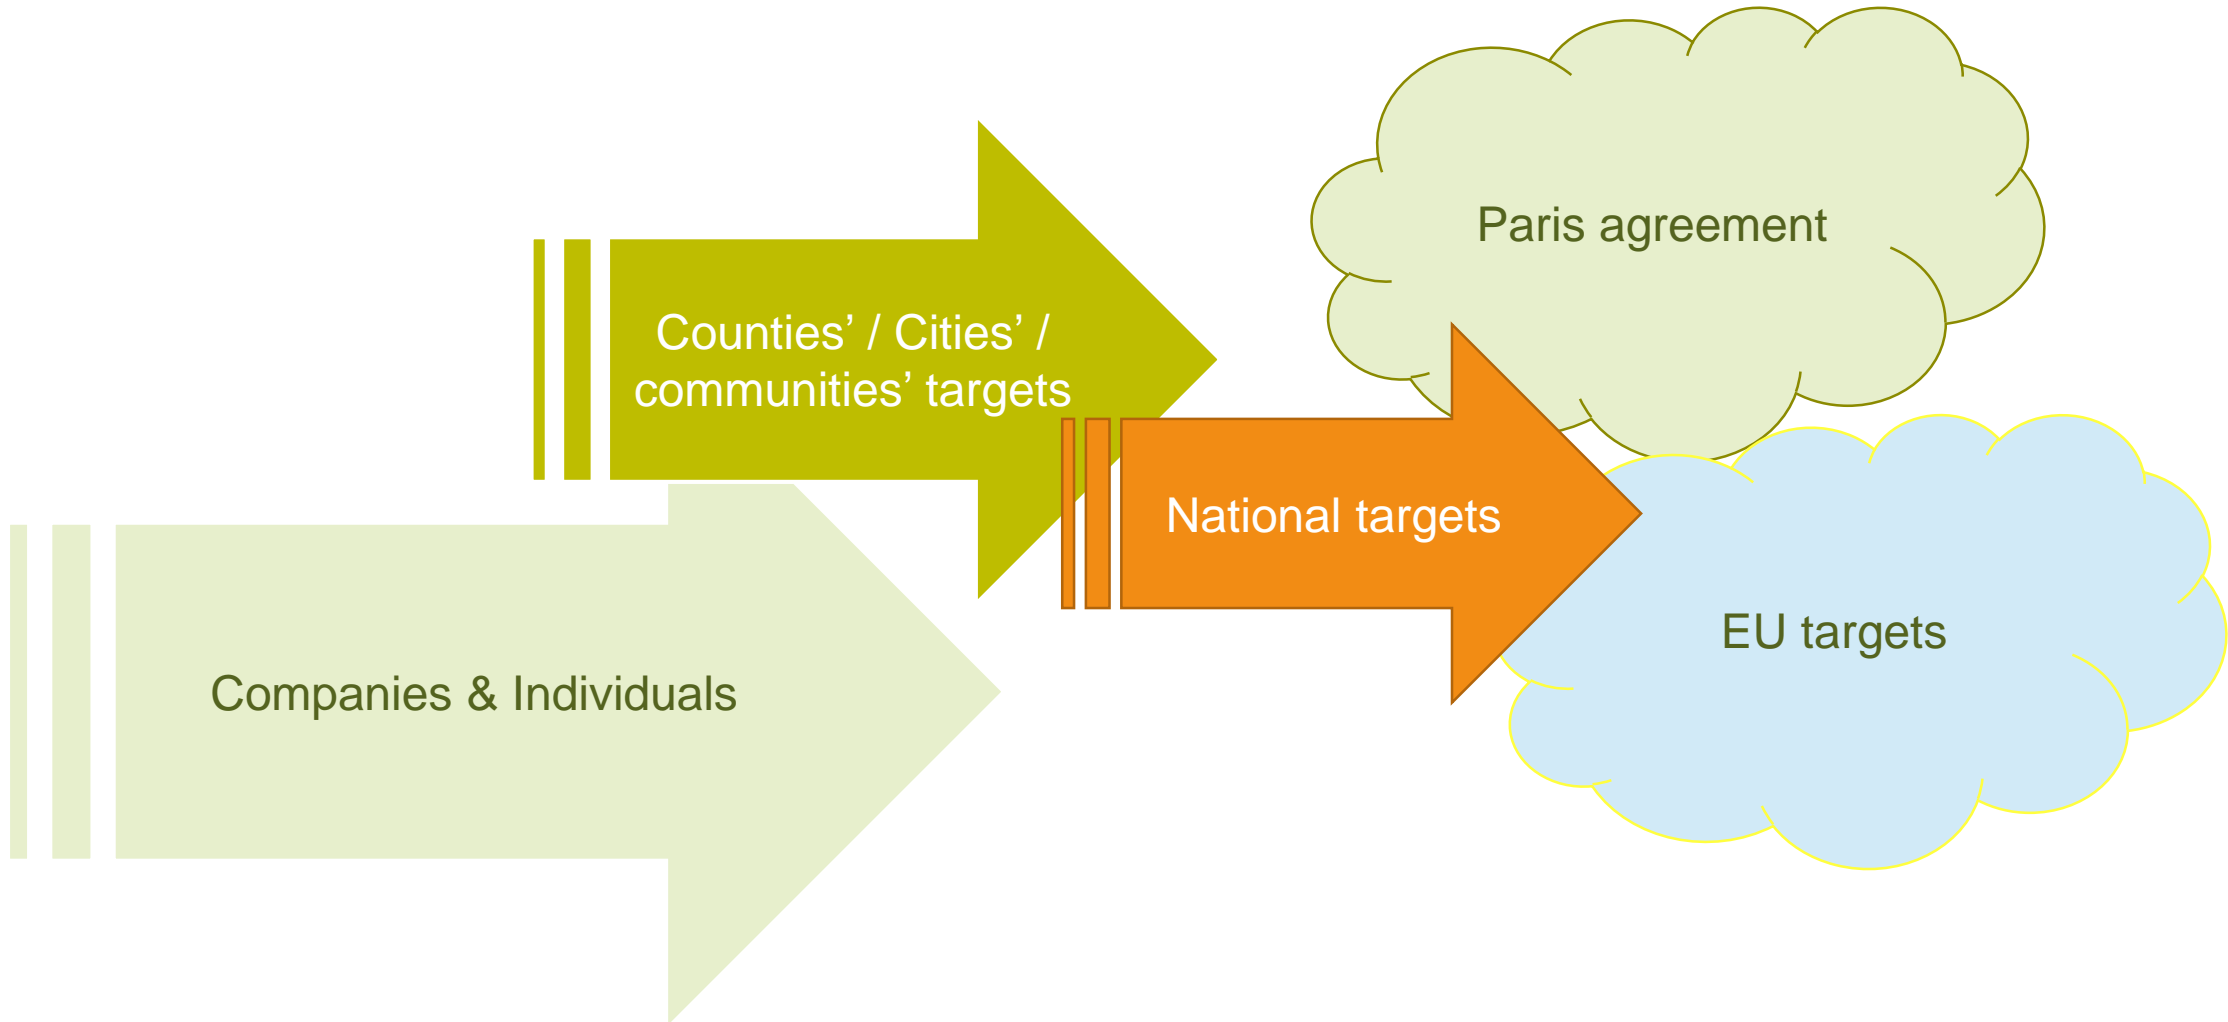 Paris agreement
Counties’ / Cities’ /
communities’ targets
National targets
EU targets
Companies & Individuals